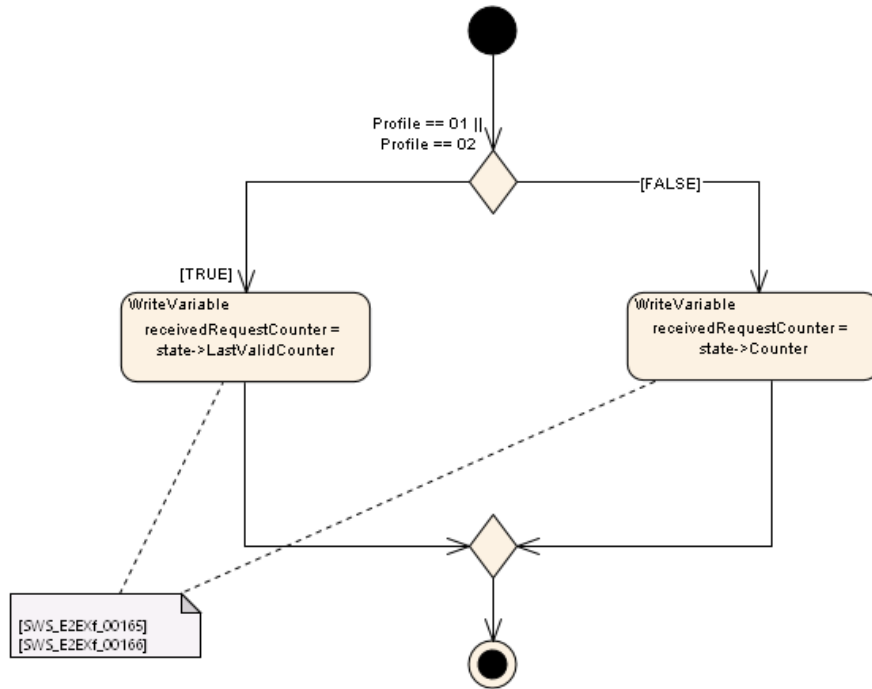 Profile == 01 ||
Profile == 02
[FALSE]
[TRUE]
WriteVariable
receivedRequestCounter =
state->LastValidCounter
WriteVariable
receivedRequestCounter =
state->Counter
[SWS_E2EXf_00165]
[SWS_E2EXf_00166]